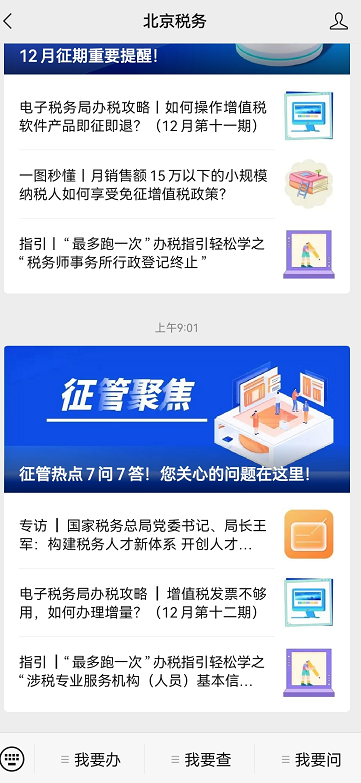 北京税务
12月征期重要提醒！
电子税务局办税攻略丨如何操作增值税
软件产品即征即退？（12月第十一期）
一图秒懂丨月销售额15万以下的小规模
纳税人如何享受免征增值税政策？
指引丨“最多跑一次”办税指引轻松学之
“税务师事务所行政登记终止”
上午9:01
征管聚焦
征管热点7问7答！您关心的问题在这里！
专访 丨 国家税务总局党委书记、局长王
军：构建税务人才新体系 开创人才...
电子税务局办税攻略 丨 增值税发票不够
用，如何办理增量？（12月第十二期）
指引丨“最多跑一次”办税指引轻松学之
“涉税专业服务机构（人员）基本信...
我要办
我要查
我要问